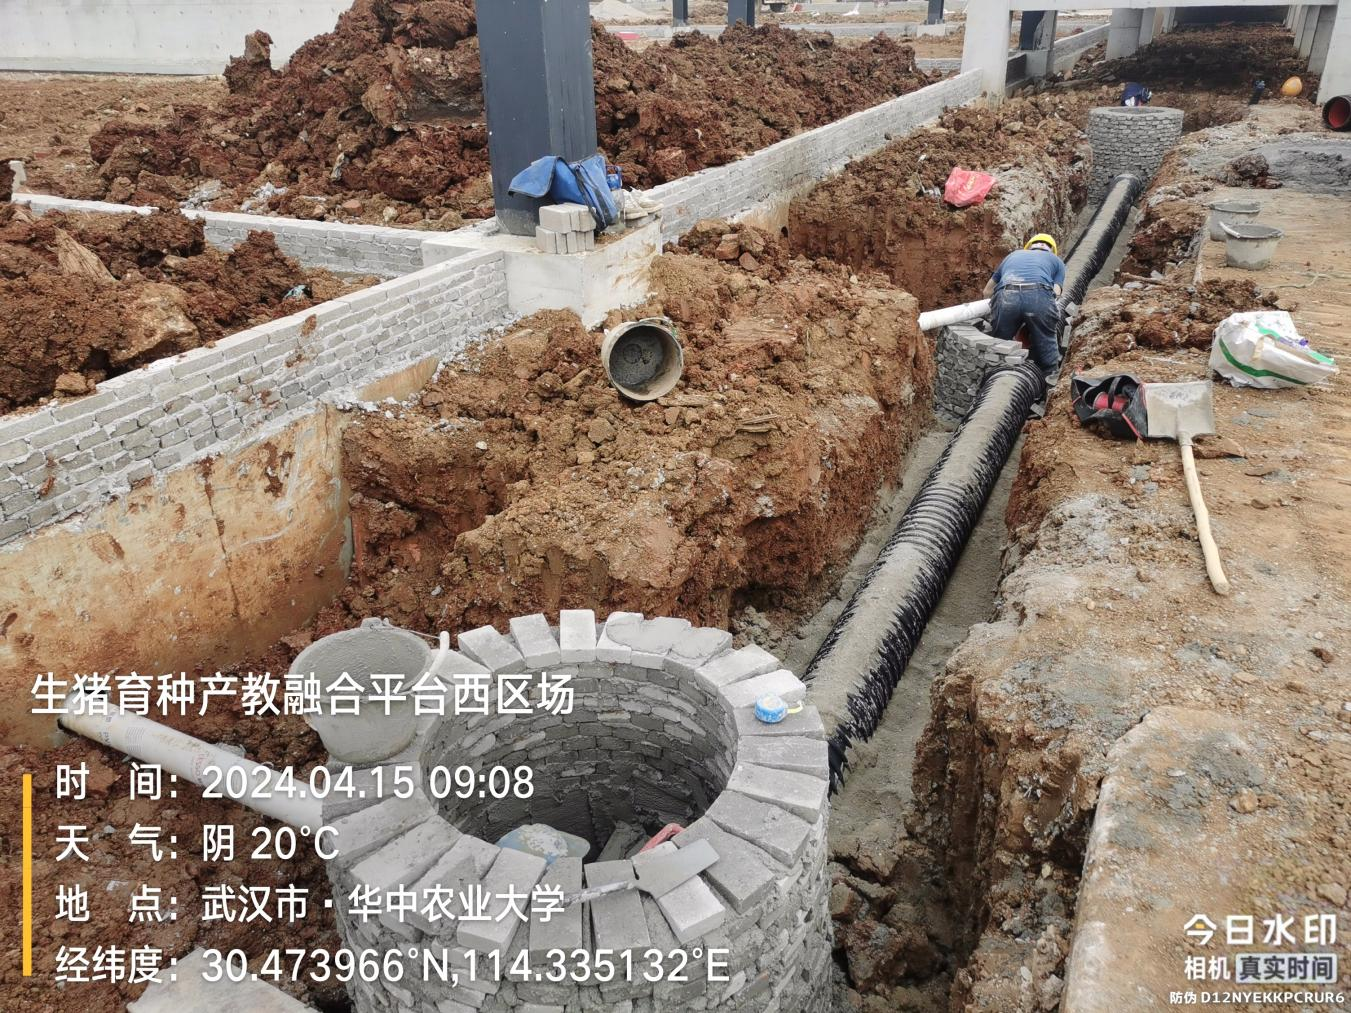 生猪育种产教融合平台西区场
时 间：2024.04.15 09:08
天 气：阴 20℃
地 点：武汉市·华中农业大学
经纬度：30.473966°N,114.335132°E
今日水印
相机 真实时间
防伪 D12NYEKKPCRUR6